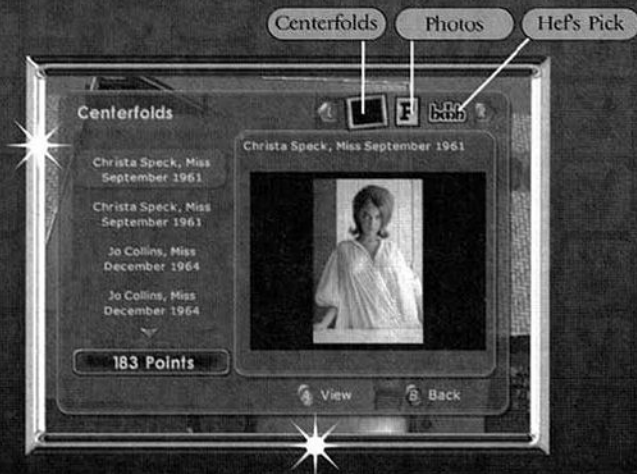 Centerfolds
Photos
Hef's Pick
Centerfolds
Christa Speck, Miss
September 1961
Christa Speck, Miss
September 1961
Jo Collins, Miss
December 1964
Jo Collins, Miss
December 1964
183 Points
Christa Speck, Miss September 1961
A View
B Back